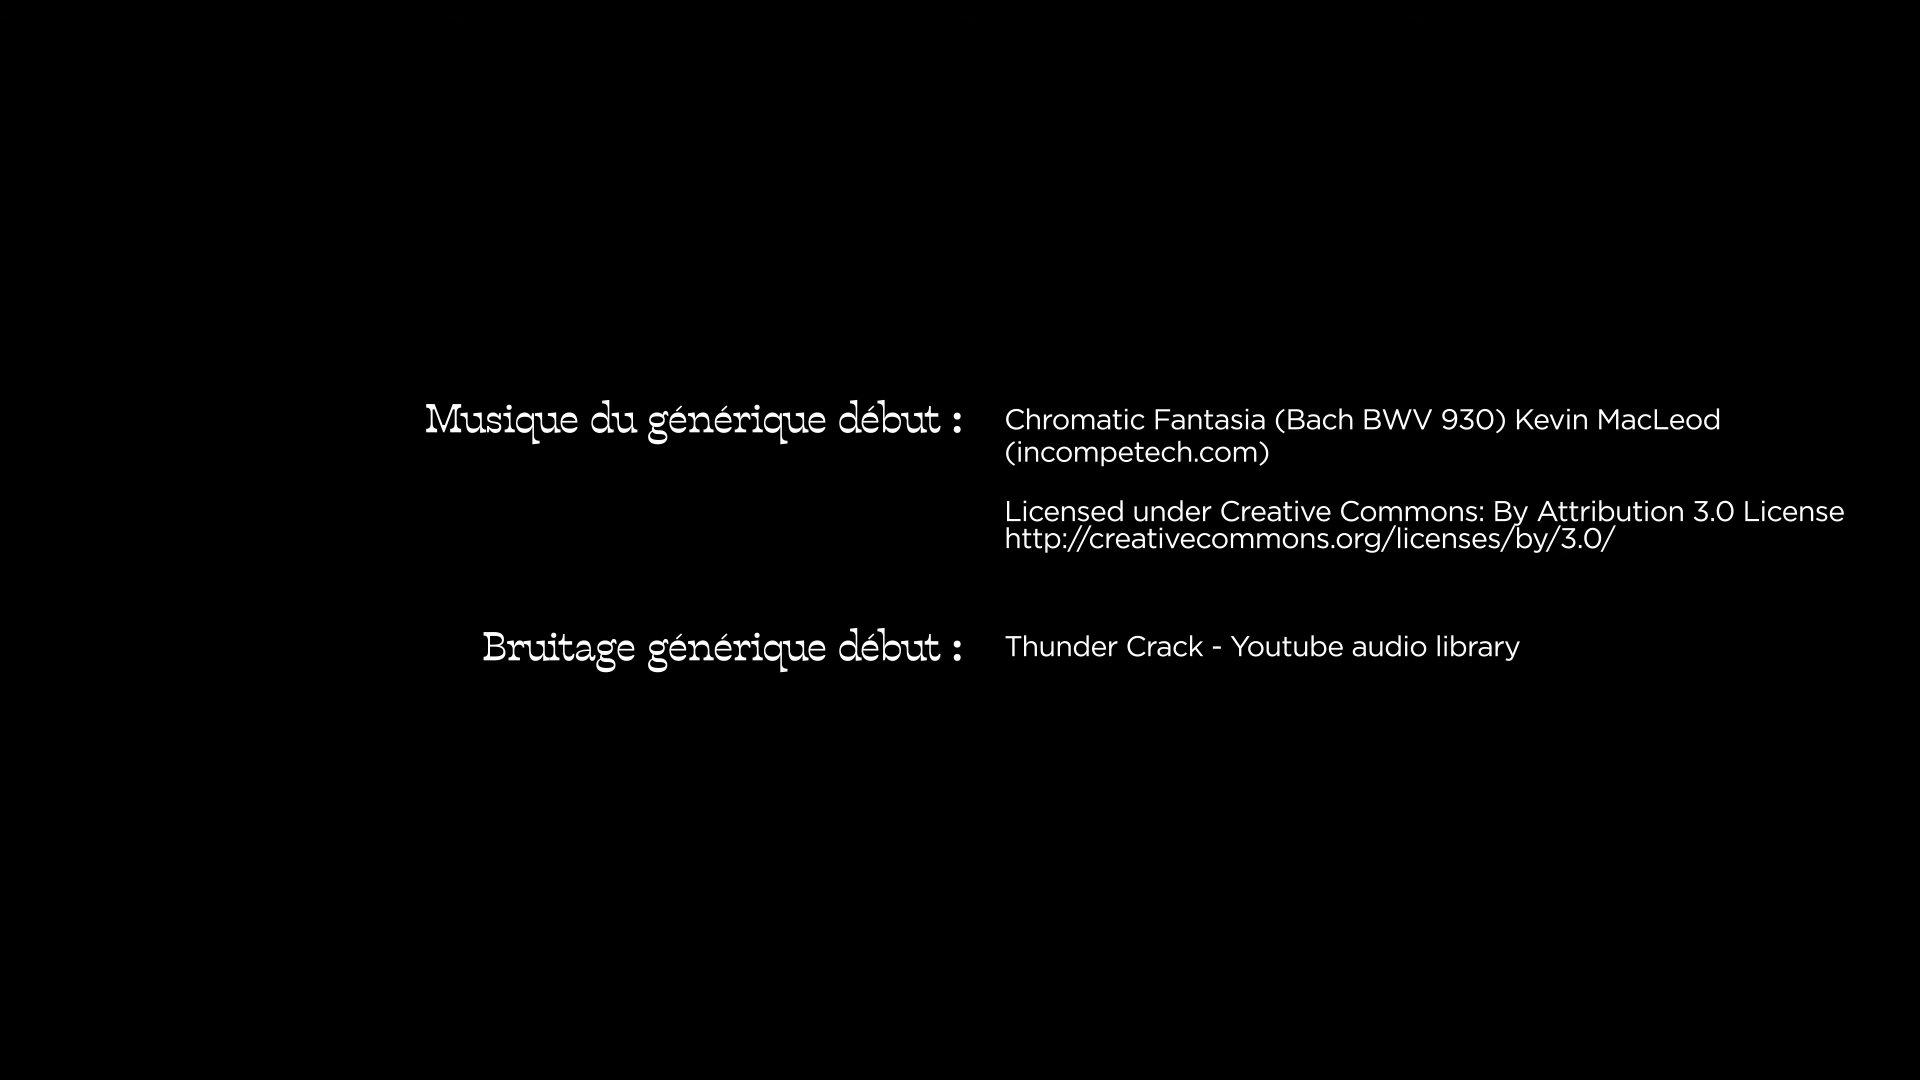 Musique du générique début : Chromatic Fantasia (Bach BWV 930) Kevin MacLeod
(incompetech.com)
Licensed under Creative Commons: By Attribution 3.0 License
http://creativecommons.org/licenses/by/3.0/
Bruitage générique début : Thunder Crack - Youtube audio library